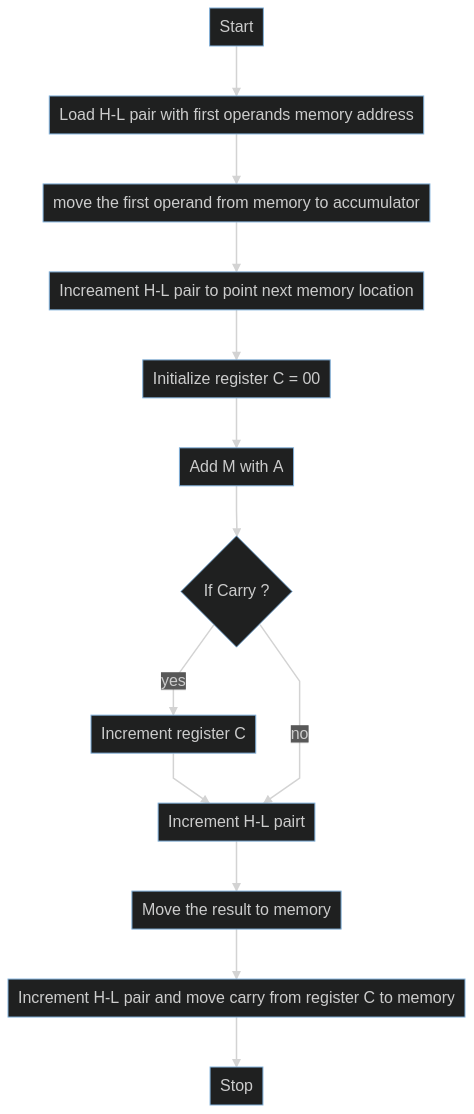 Start
Load H-L pair with first operands memory address
move the first operand from memory to accumulator
Increament H-L pair to point next memory location
Initialize register C = 00
Add M with A
If Carry ?
yes
Increment register C
no
Increment H-L pairt
Move the result to memory
Increment H-L pair and move carry from register C to memory
Stop